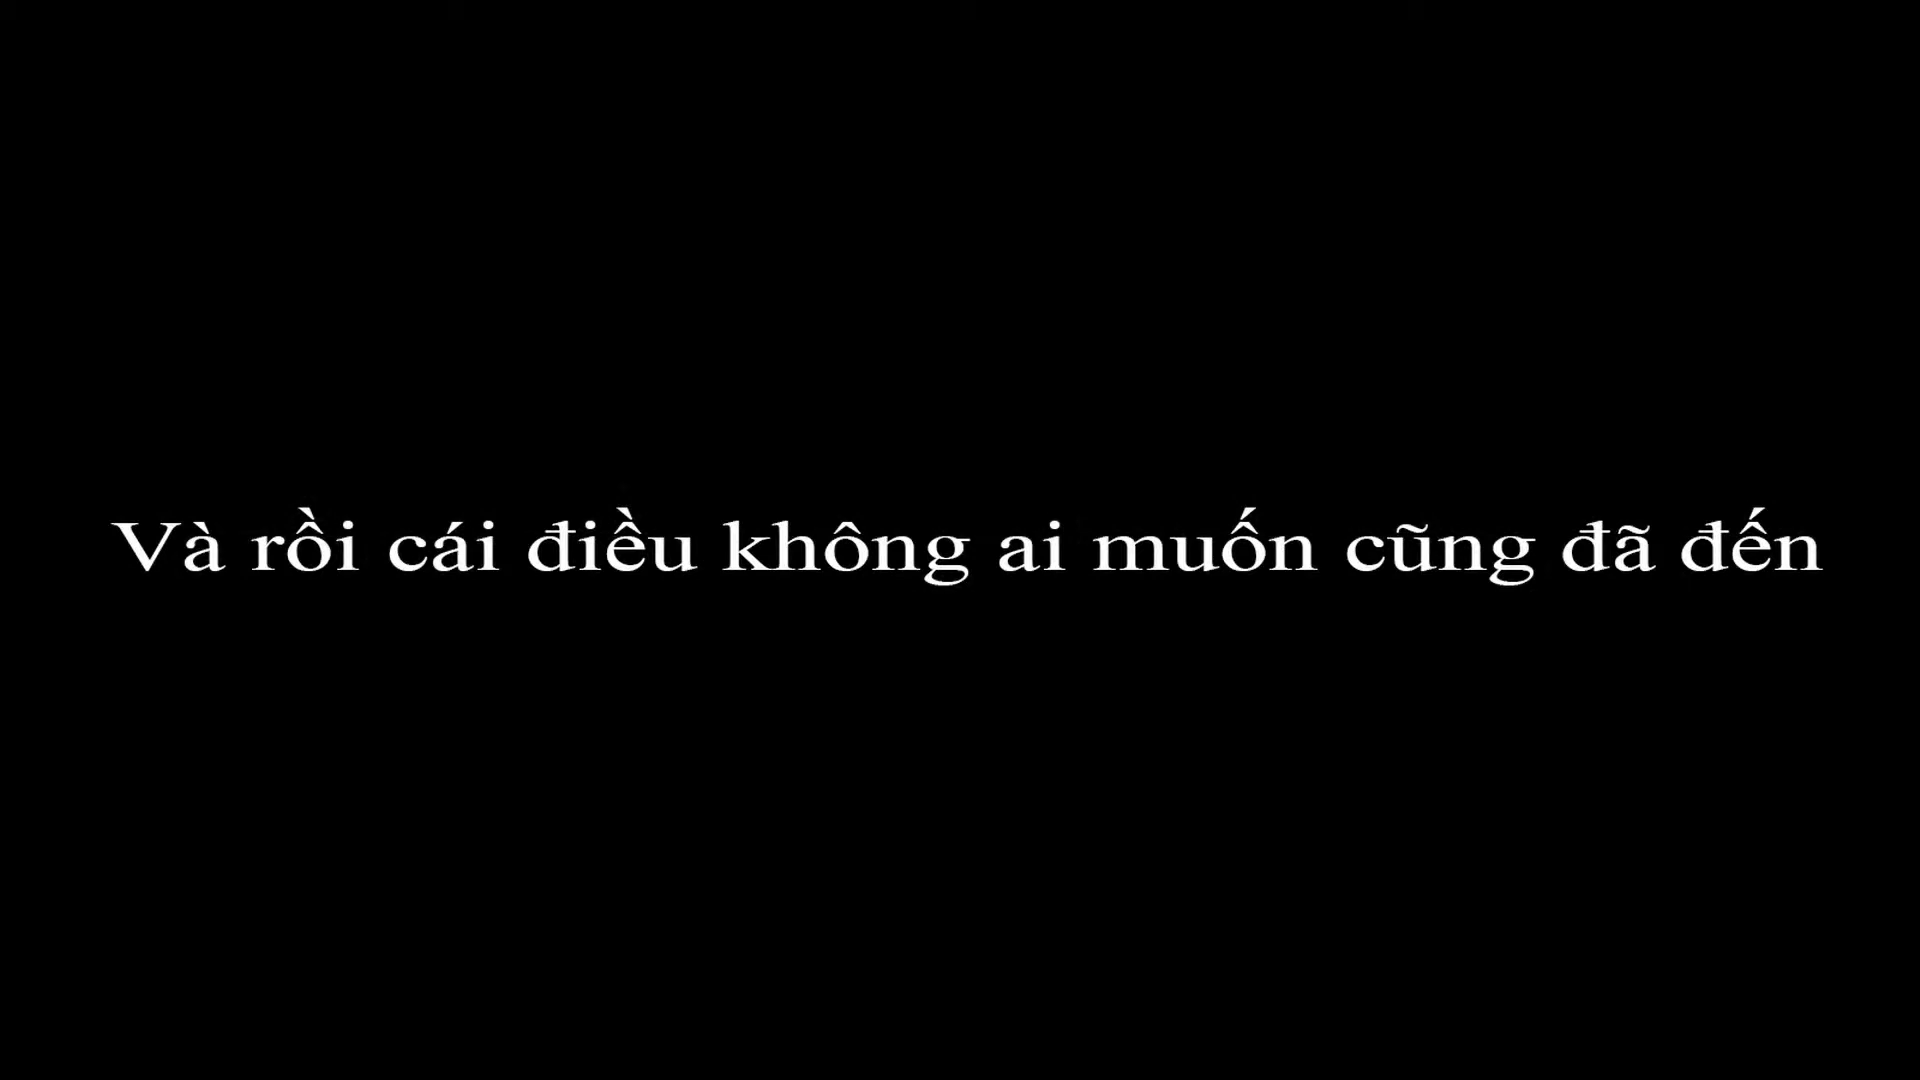 Và rồi cái điều không ai muốn cũng đã đến